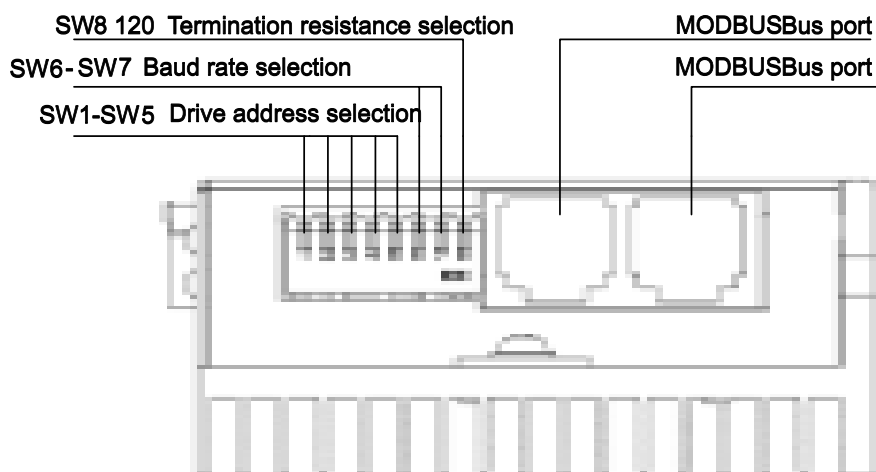 SW8 120 Termination resistance selection
MODBUSBus port
SW6-SW7 Baud rate selection
MODBUSBus port
SW1-SW5 Drive address selection